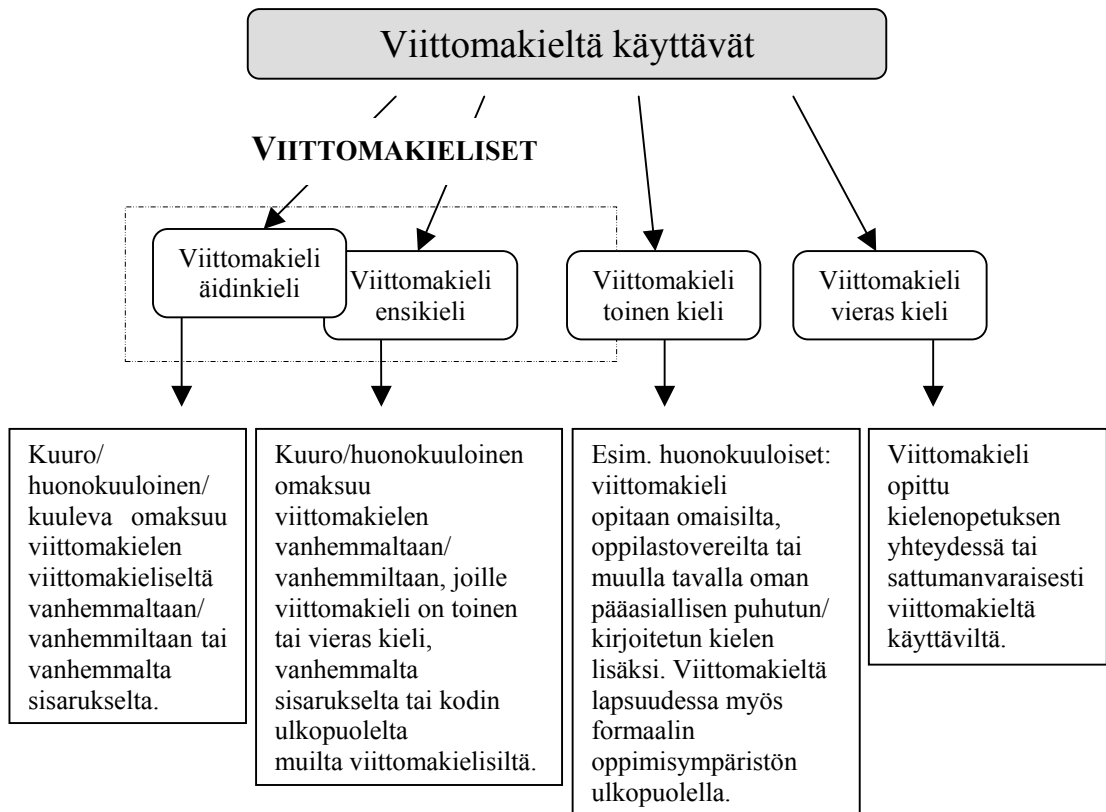 Viittomakieltä käyttävät
VIITTOMAKIELISET
Viittomakieli
äidinkieli
Viittomakieli
ensikieli
Viittomakieli
toinen kieli
Viittomakieli
vieras kieli
Kuuro/
huonokuuloinen/
kuuleva omaksuu
viittomakielen
viittomakieliseltä
vanhemmaltaan/
vanhemmiltaan tai
vanhemmalta
sisarukselta.
Kuuro/huonokuuloinen
omaksuu
viittomakielen
vanhemmaltaan/
vanhemmiltaan, joille
viittomakieli on toinen
tai vieras kieli,
vanhemmalta
sisarukselta tai kodin
ulkopuolelta
muilta viittomakielisiltä.
Esim. huonokuuloiset:
viittomakieli
opitaan omaisilta,
oppilastovereilta tai
muulla tavalla oman
pääasiallisen puhutun/
kirjoitetun kielen
lisäksi. Viittomakieltä
lapsuudessa myös
formaalin
oppimisympäristön
ulkopuolella.
Viittomakieli
opittu
kielenopetuksen
yhteydessä tai
sattumanvaraisesti
viittomakieltä
käyttäviltä.